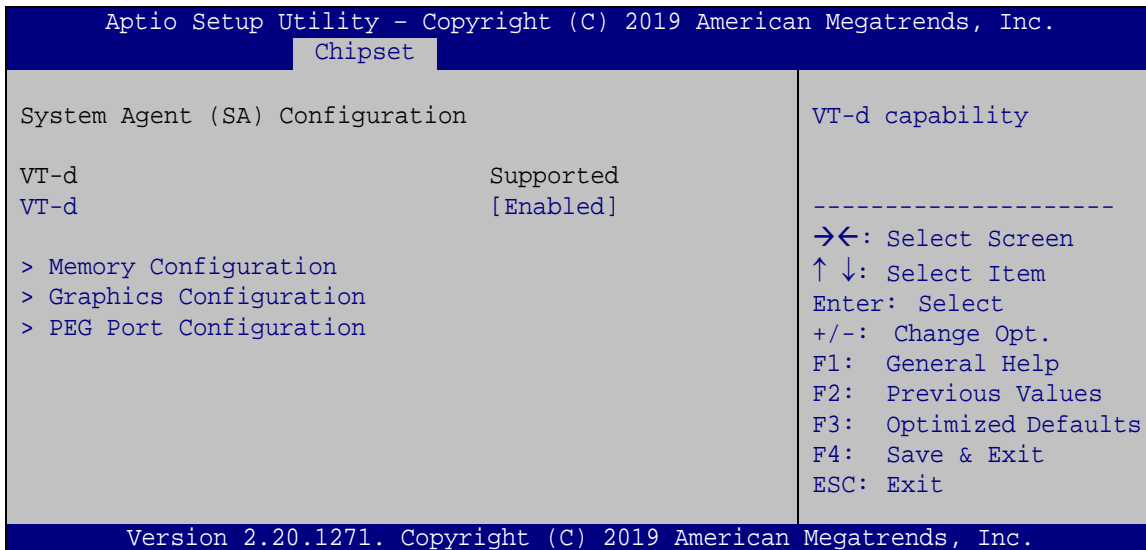 Aptio Setup Utility – Copyright (C) 2019 American Megatrends, Inc.
Chipset
System Agent (SA) Configuration
VT-d Supported
VT-d [Enabled]
> Memory Configuration
> Graphics Configuration
> PEG Port Configuration
VT-d capability
---------------------
→←: Select Screen
↑ ↓: Select Item
Enter: Select
+/-: Change Opt.
F1: General Help
F2: Previous Values
F3: Optimized Defaults
F4: Save & Exit
ESC: Exit
Version 2.20.1271. Copyright (C) 2019 American Megatrends, Inc.